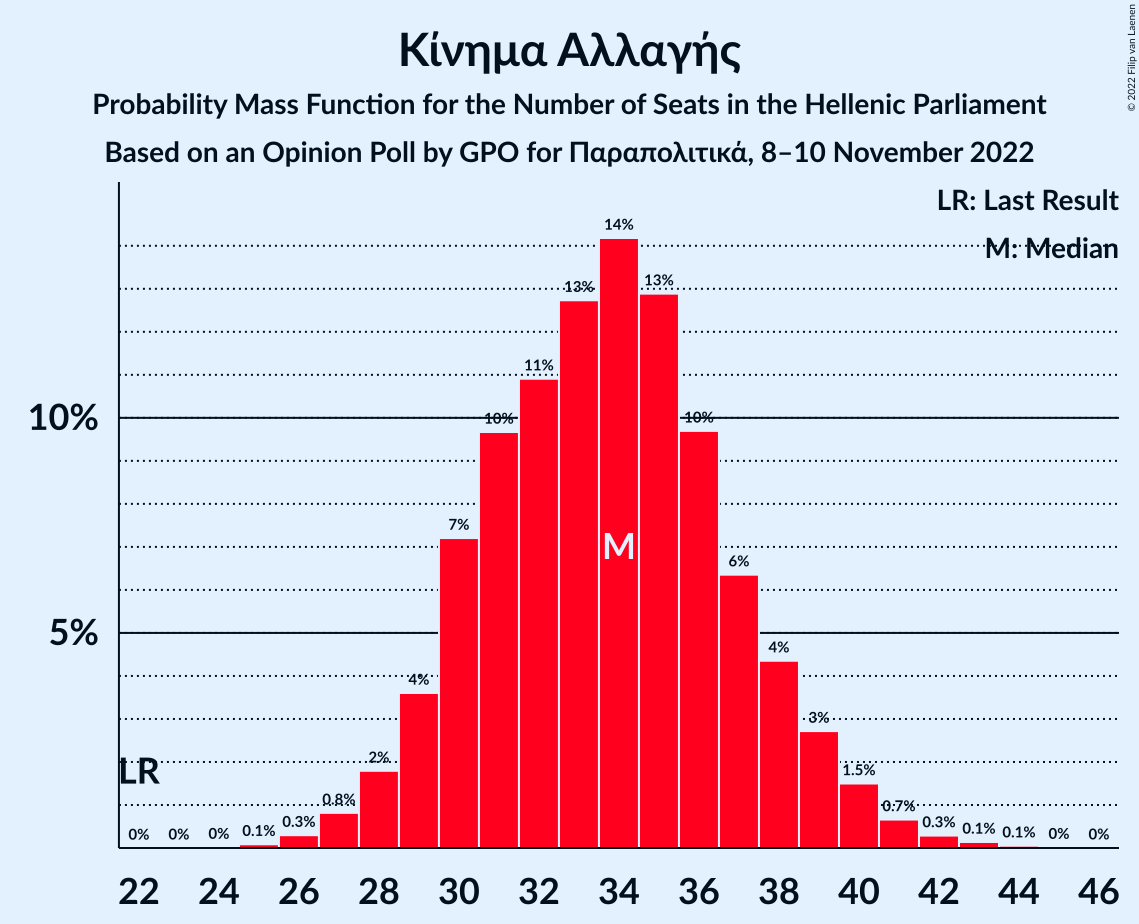 Κίνημα Αλλαγής
Probability Mass Function for the Number of Seats in the Hellenic Parliament
Based on an Opinion Poll by GPO for Παραπολιτικά, 8–10 November 2022
© 2022 Filip van Laenen
LR: Last Result
M: Median
10%
5%
LR
M
0% 0% 0% 0.1% 0.3% 0.8% 2% 4% 7% 10% 11% 13% 14% 13% 10% 6% 4% 3% 1.5% 0.7% 0.3% 0.1% 0.1% 0% 0%
22 24 26 28 30 32 34 36 38 40 42 44 46